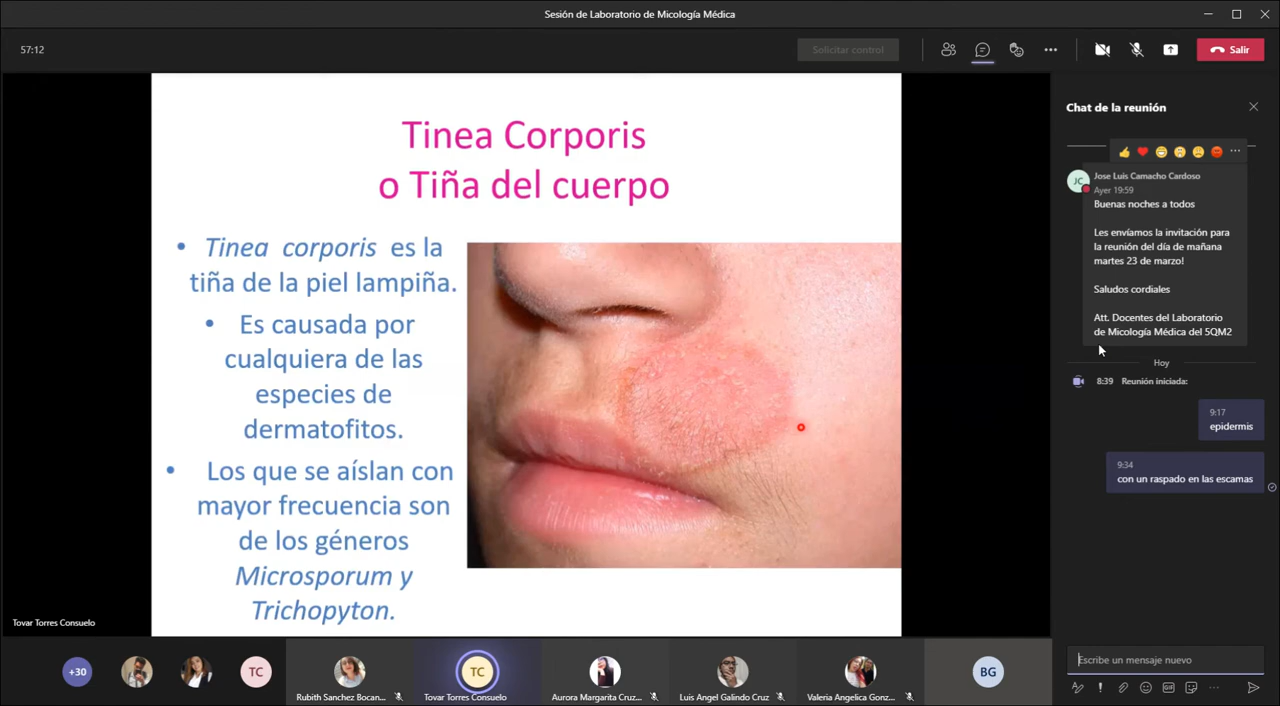 Sesión de Laboratorio de Micología Médica
57:12
Solicitar control
Salir
Tinea Corporis
o Tiña del cuerpo
• Tinea corporis es la
tiña de la piel lampiña.
• Es causada por
cualquiera de las
especies de
dermatofitos.
• Los que se aíslan con
mayor frecuencia son
de los géneros
Microsporum y
Trichopyton.
Tovar Torres Consuelo
Chat de la reunión
JC
Jose Luis Camacho Cardoso
Ayer 19:59
Buenas noches a todos
Les envíamos la invitación para
la reunión del día de mañana
martes 23 de marzo!
Saludos cordiales
Att. Docentes del Laboratorio
de Micología Médica del 5QM2
Hoy
8:39 Reunión iniciada:
9:17
epidermis
9:34
con un raspado en las escamas
Escribe un mensaje nuevo
+30
TC
TC
BG
Rubith Sanchez Bocan...
Tovar Torres Consuelo
Aurora Margarita Cruz...
Luis Angel Galindo Cruz
Valeria Angelica Gonz...
GIF